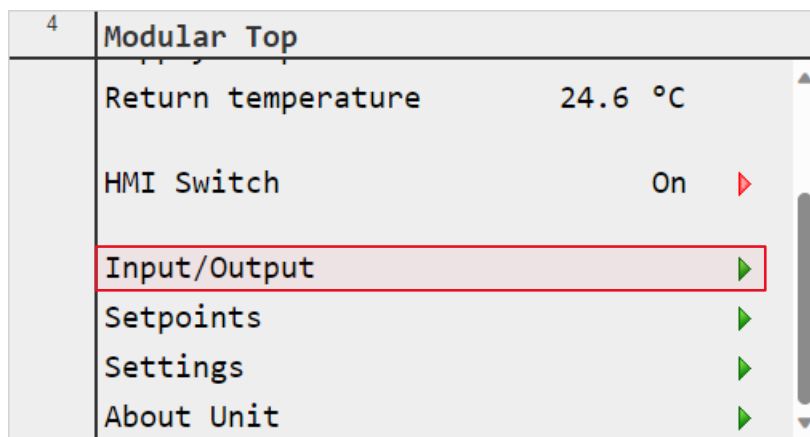 4
Modular Top
Return temperature 24.6 °C
HMI Switch On
Input/Output
Setpoints
Settings
About Unit